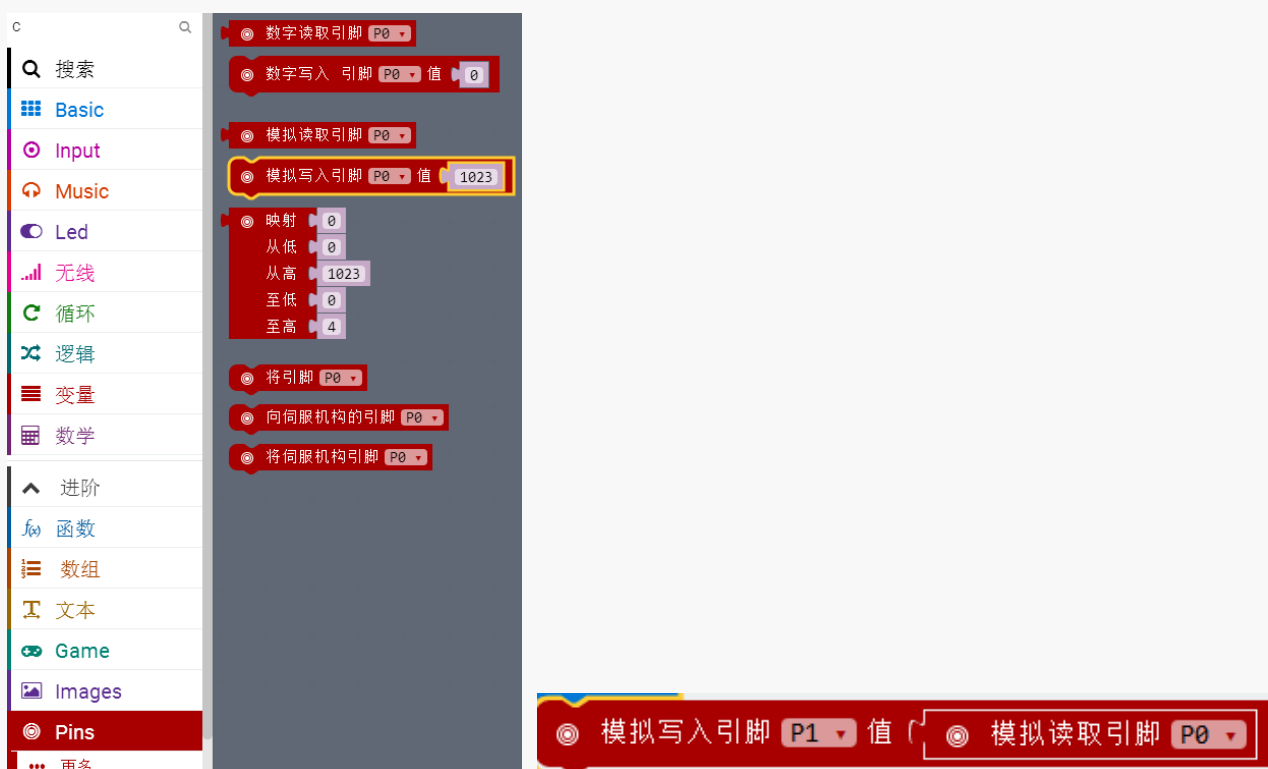 c
搜索
Basic
Input
Music
Led
无线
循环
逻辑
变量
数学
进阶
f(x) 函数
数组
文本
Game
Images
Pins
更多
数字读取引脚 P0
数字写入 引脚 P0 值 0
模拟读取引脚 P0
模拟写入引脚 P0 值 1023
映射 0
从低 0
从高 1023
至低 0
至高 4
将引脚 P0
向伺服机构的引脚 P0
将伺服机构引脚 P0
模拟写入引脚 P1 值 模拟读取引脚 P0